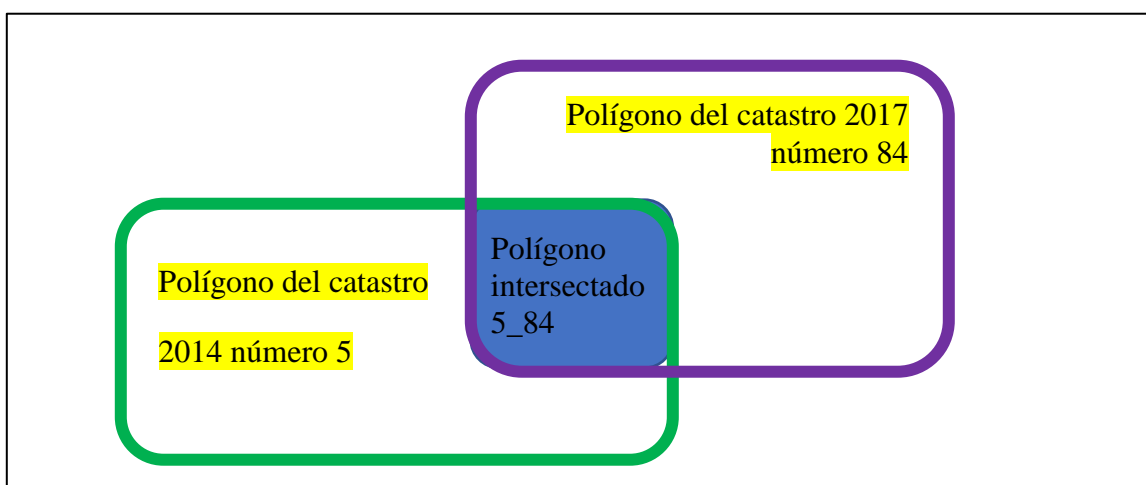 Polígono del catastro 2017
número 84
Polígono
intersectado
5_84
Polígono del catastro
2014 número 5